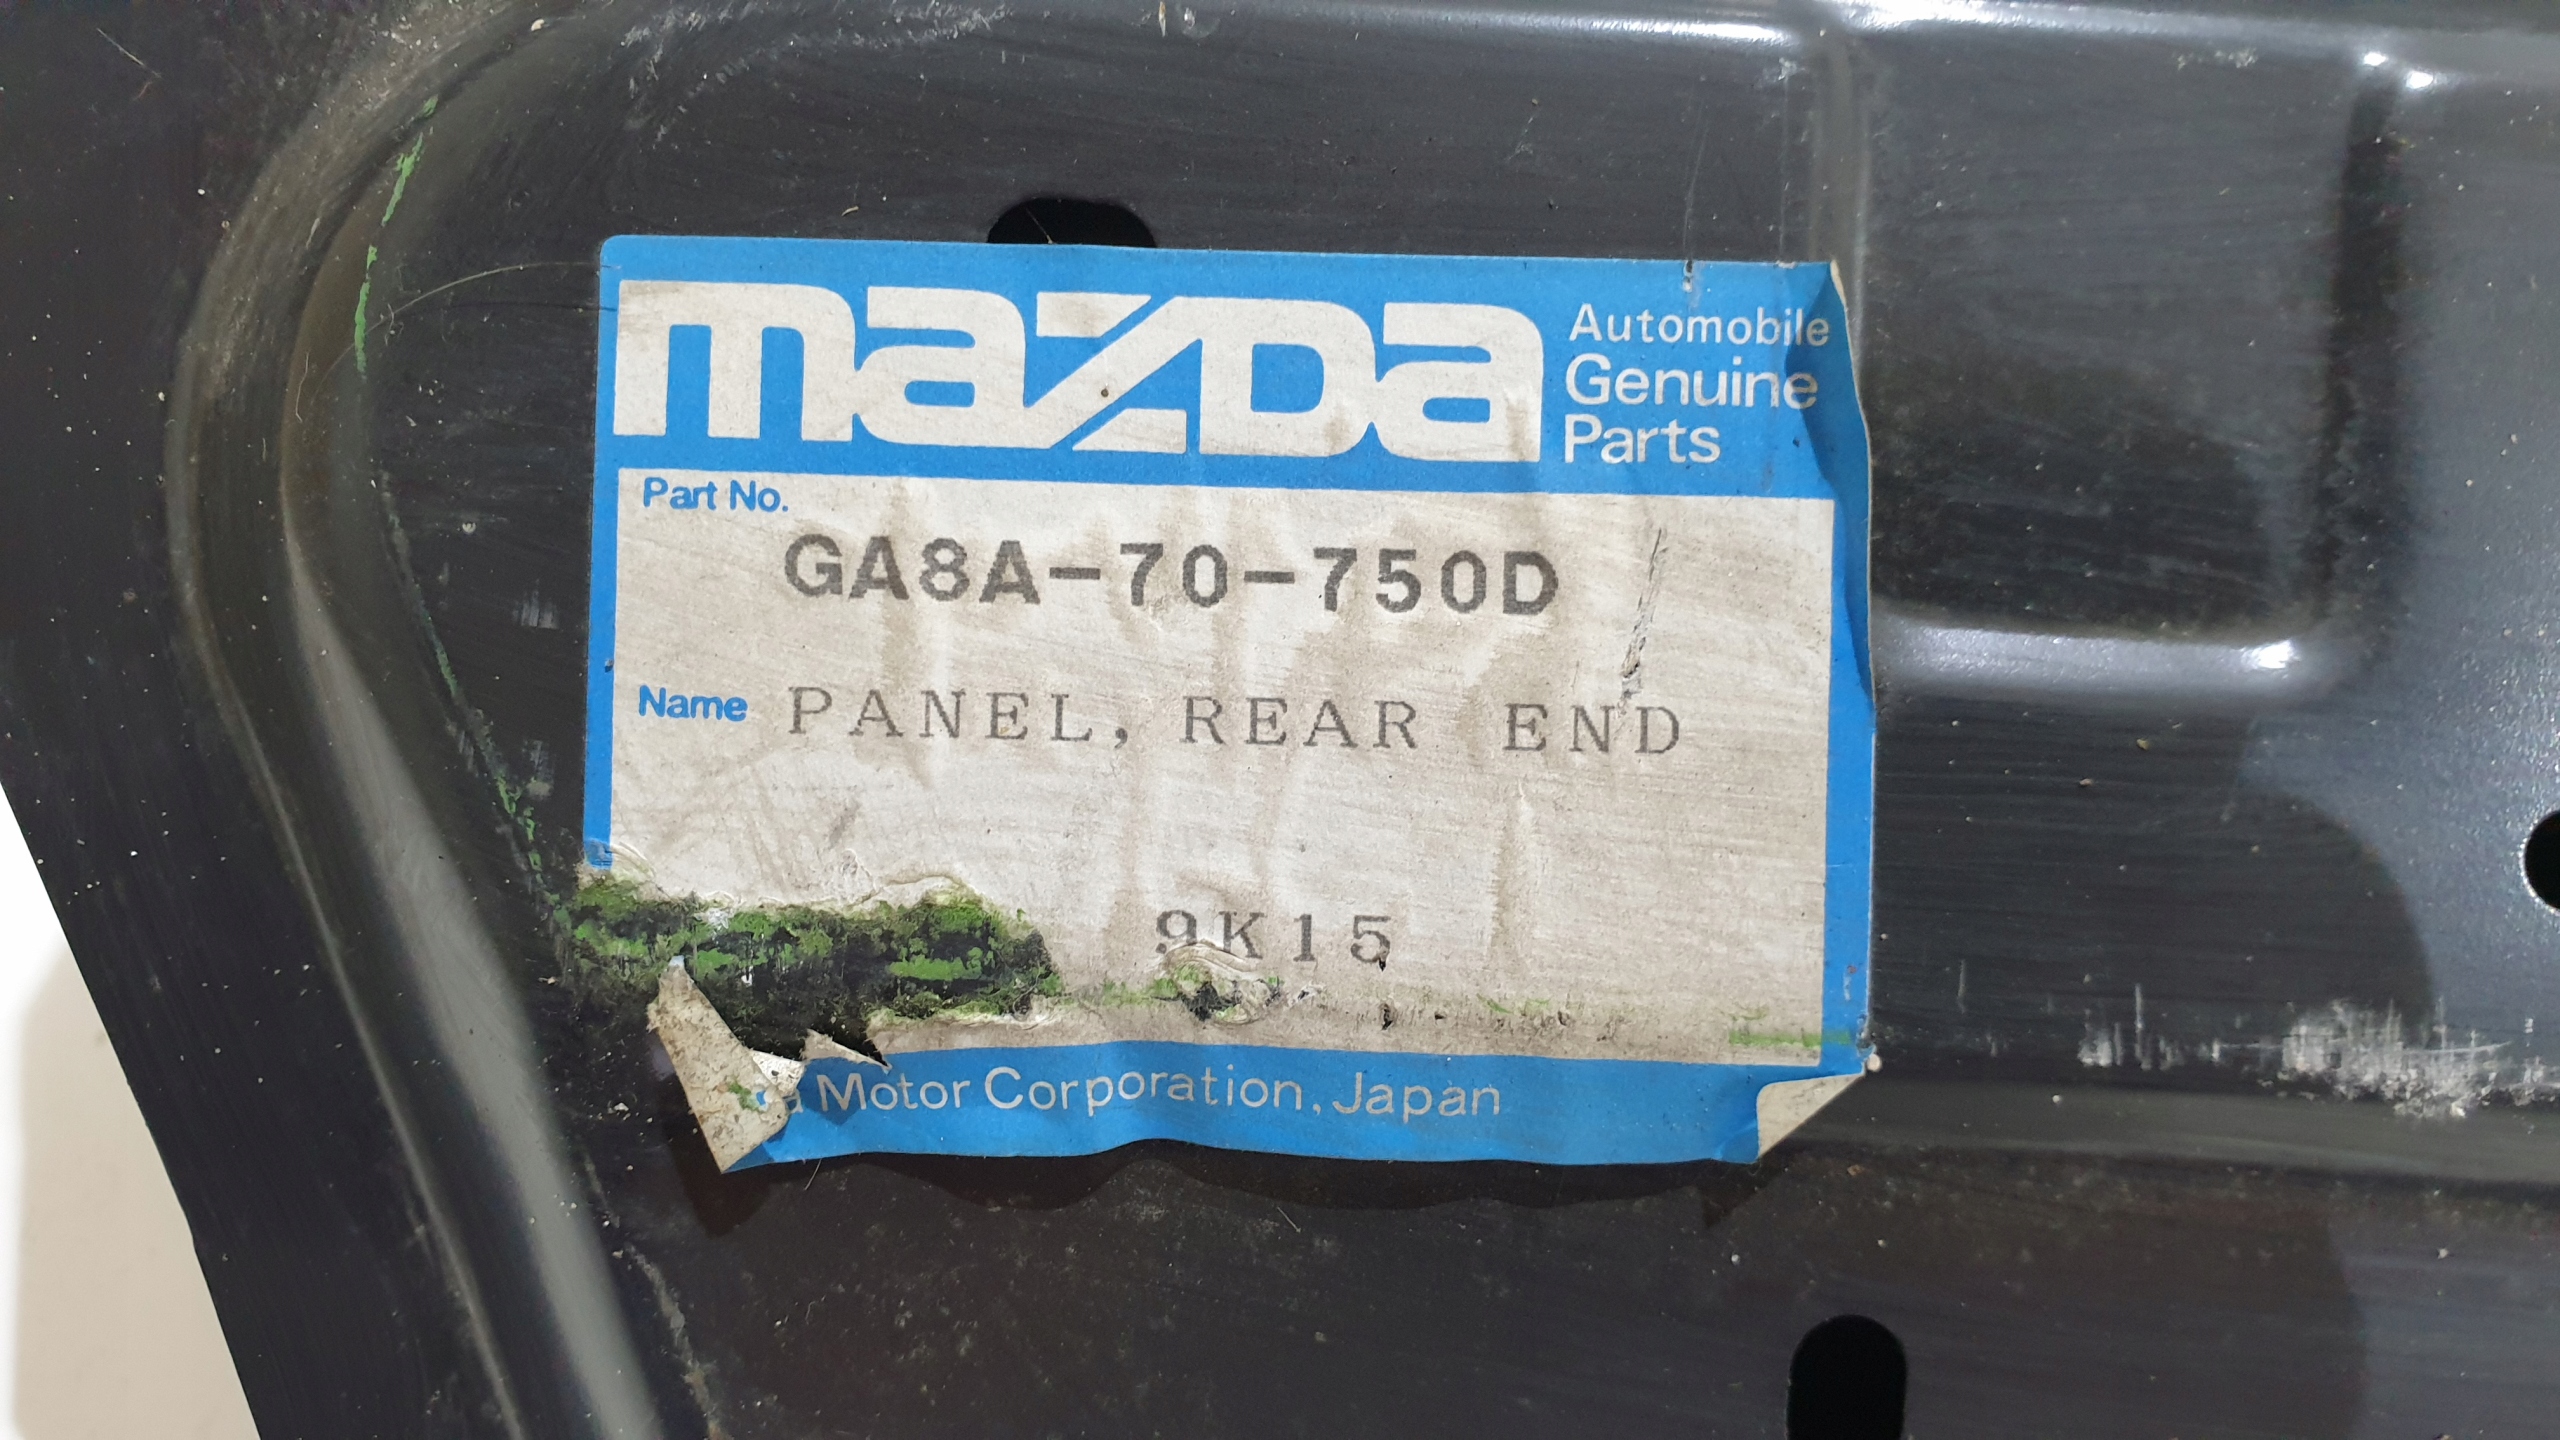 mazda
Automobile
Genuine
Parts
Part No.
GA8A-70-750D
Name PANEL, REAR END
9K15
a Motor Corporation, Japan